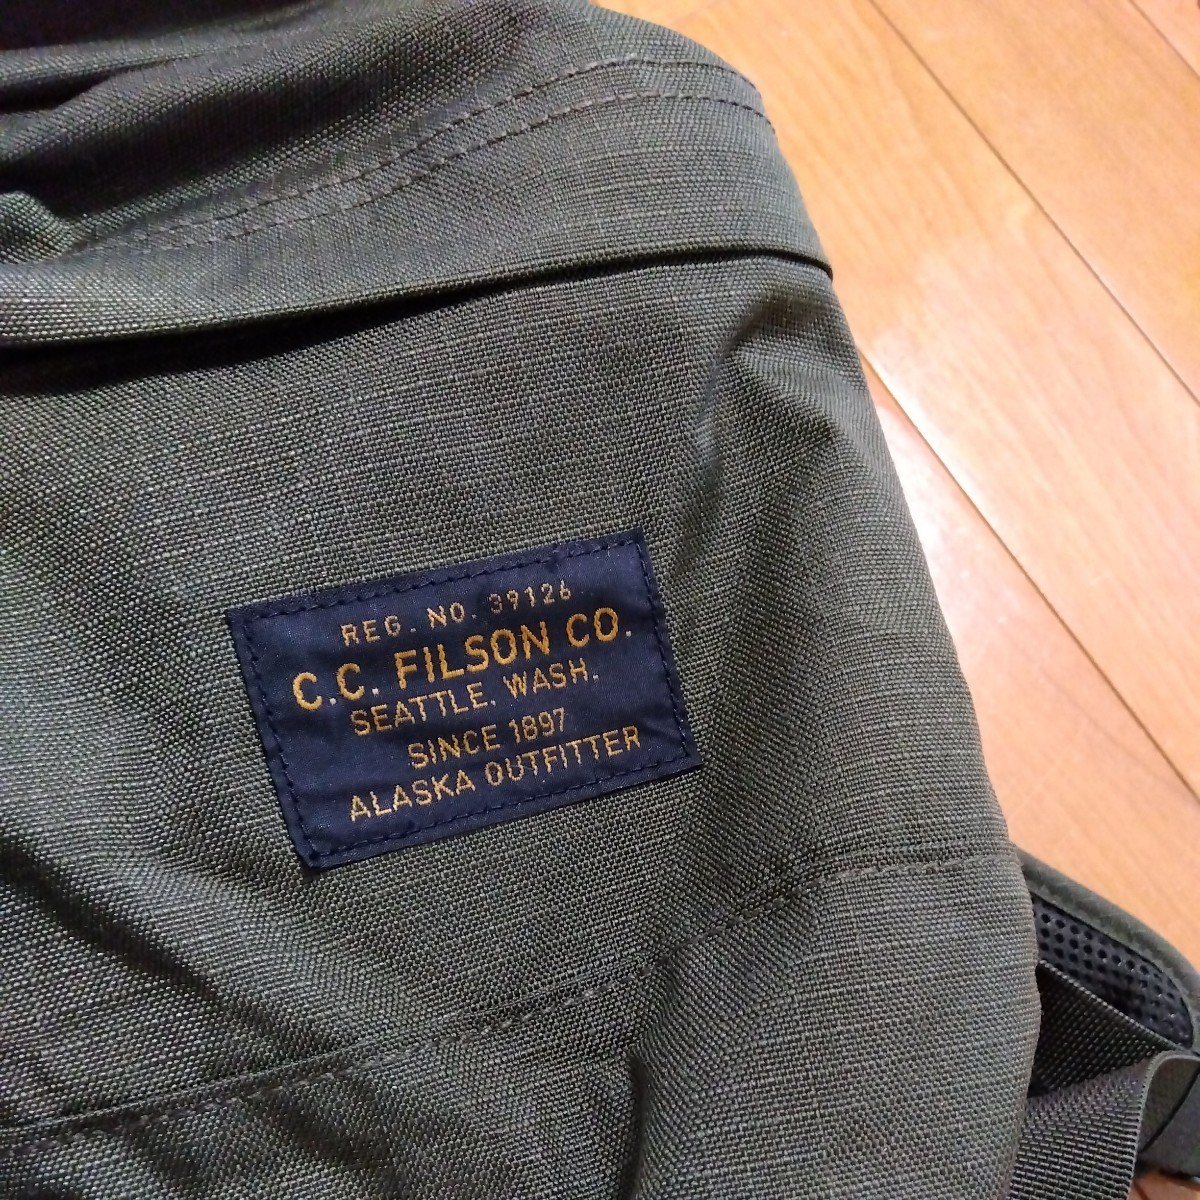 REG. NO. 39126
C.C. FILSON CO.
SEATTLE. WASH.
SINCE 1897
ALASKA OUTFITTER